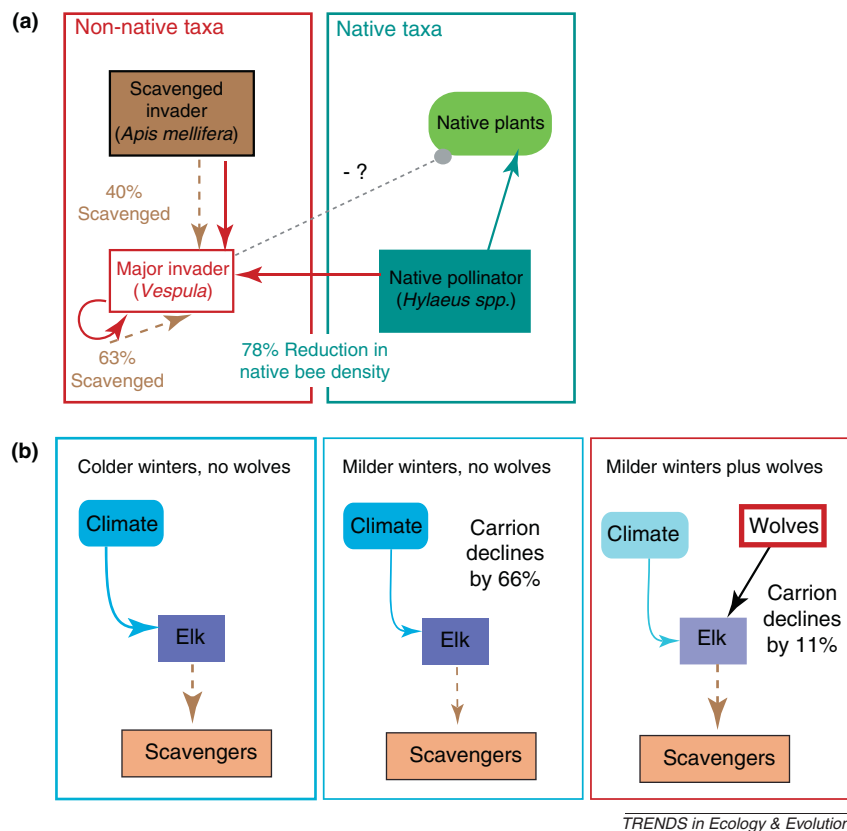 (a)
Non-native taxa
Native taxa
Scavenged
invader
(Apis mellifera)
Native plants
- ?
40%
Scavenged
Major invader
(Vespula)
Native pollinator
(Hylaeus spp.)
63%
Scavenged
78% Reduction in
native bee density
(b)
Colder winters, no wolves
Climate
Elk
Scavengers
Milder winters, no wolves
Climate
Carrion
declines
by 66%
Elk
Scavengers
Milder winters plus wolves
Wolves
Climate
Carrion
declines
by 11%
Elk
Scavengers
TRENDS in Ecology & Evolution